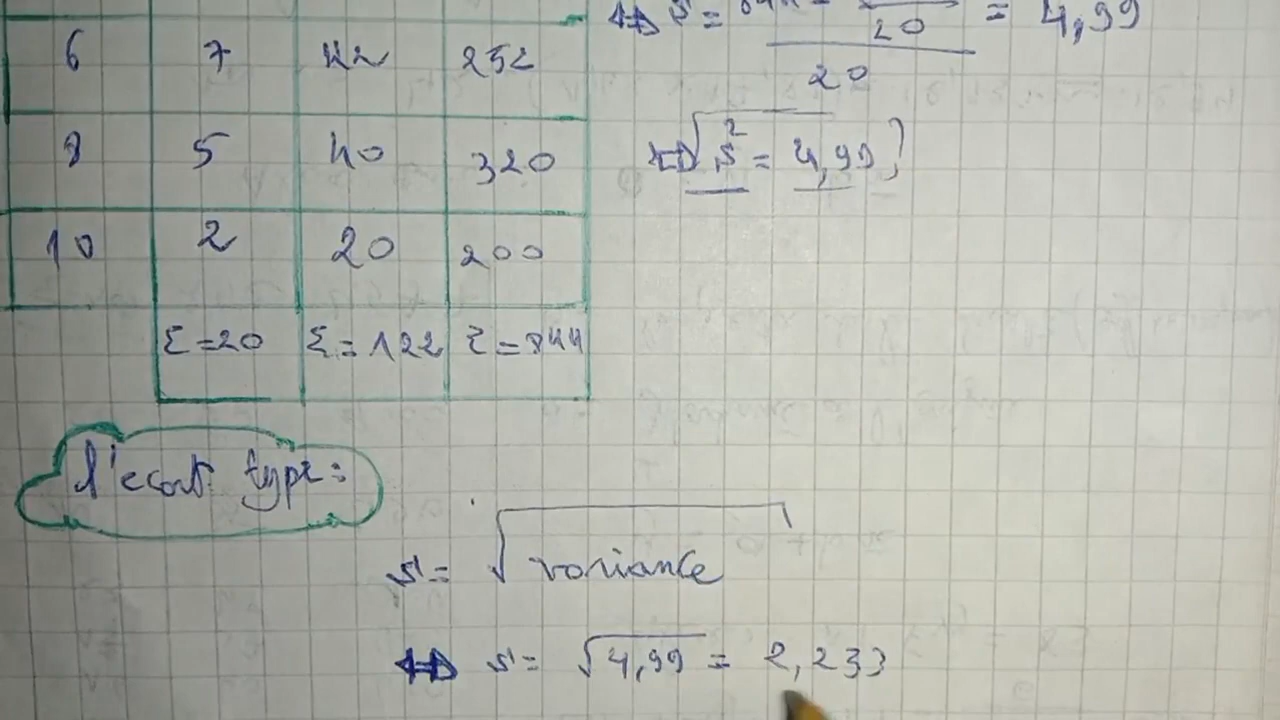 20 = 4,99
20
6 7 42 252
⇔ s² = 4,99
8 5 40 320
10 2 20 200
Σ=20 Σ=122 Σ=844
l'ecart type:
s = √variance
⇔ s = √4,99 = 2,233